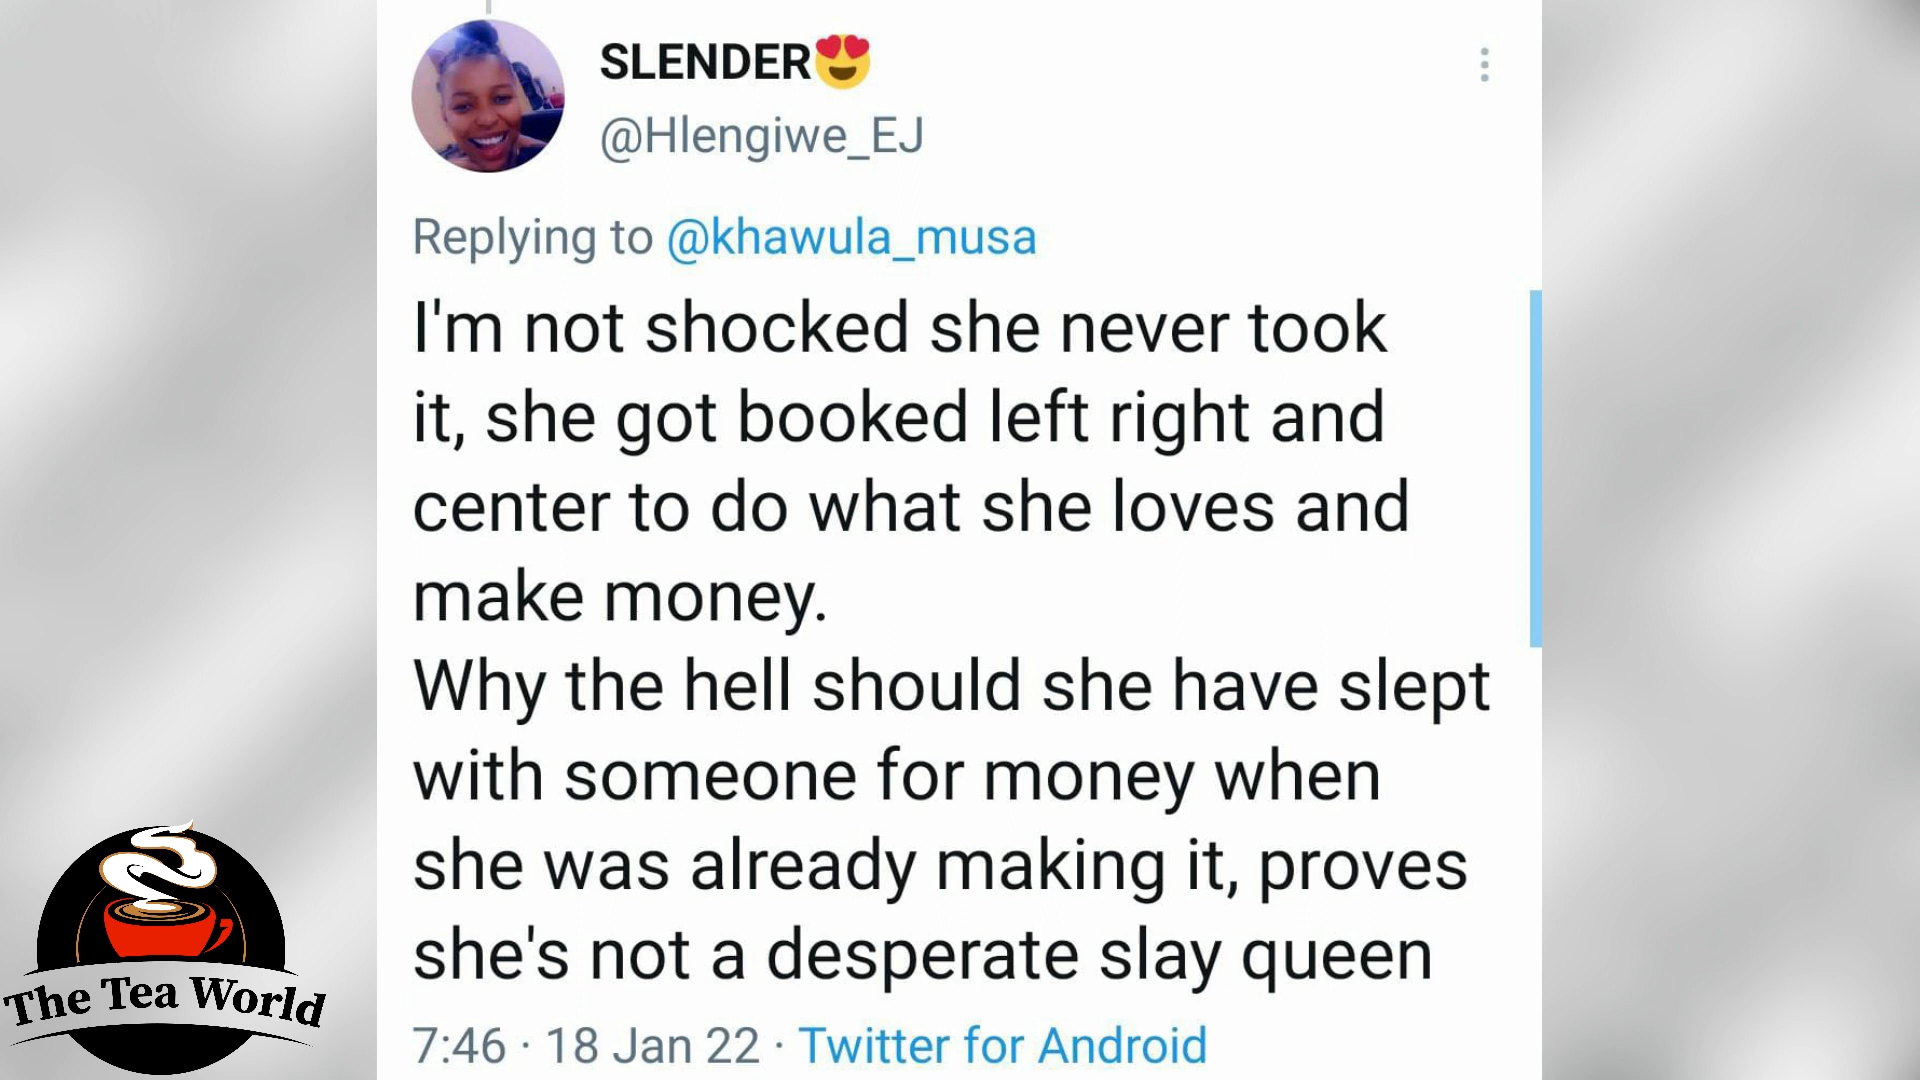 SLENDER😍
@Hlengiwe_EJ
Replying to @khawula_musa
I'm not shocked she never took
it, she got booked left right and
center to do what she loves and
make money.
Why the hell should she have slept
with someone for money when
she was already making it, proves
she's not a desperate slay queen
7:46 · 18 Jan 22 · Twitter for Android
The Tea World